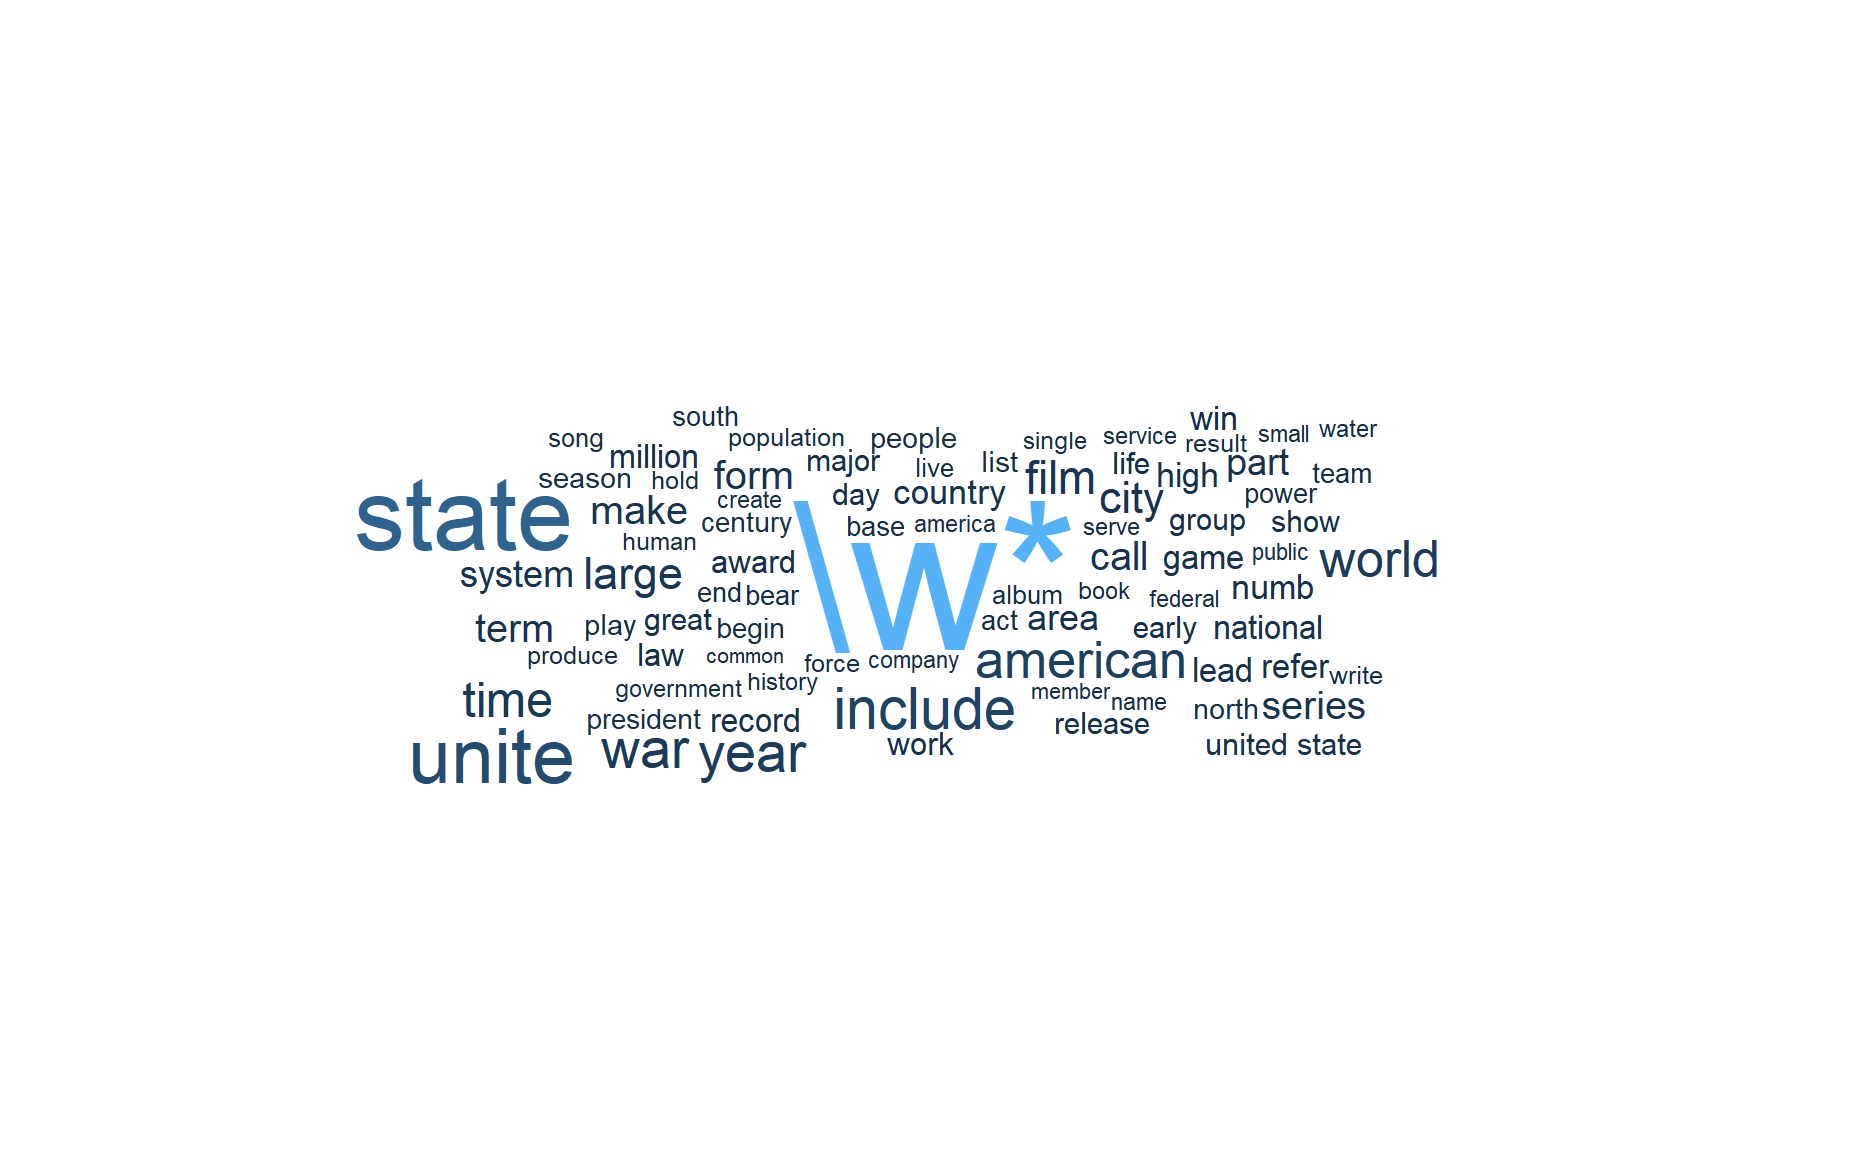 south
win
song
population
people
single
service
result
small
water
million
major
live
list
film
life
high
part
team
season
hold
form
state
make
create
century
day
country
city
power
base
america
serve
group
show
human
\w*
system
large
award
call
game
public
world
end
bear
album
book
federal
numb
term
play
great
begin
act
area
early
national
produce
law
common
force
company
american
lead
refer
write
time
government
history
include
member
name
north
series
president
record
release
unite
war
year
work
united state